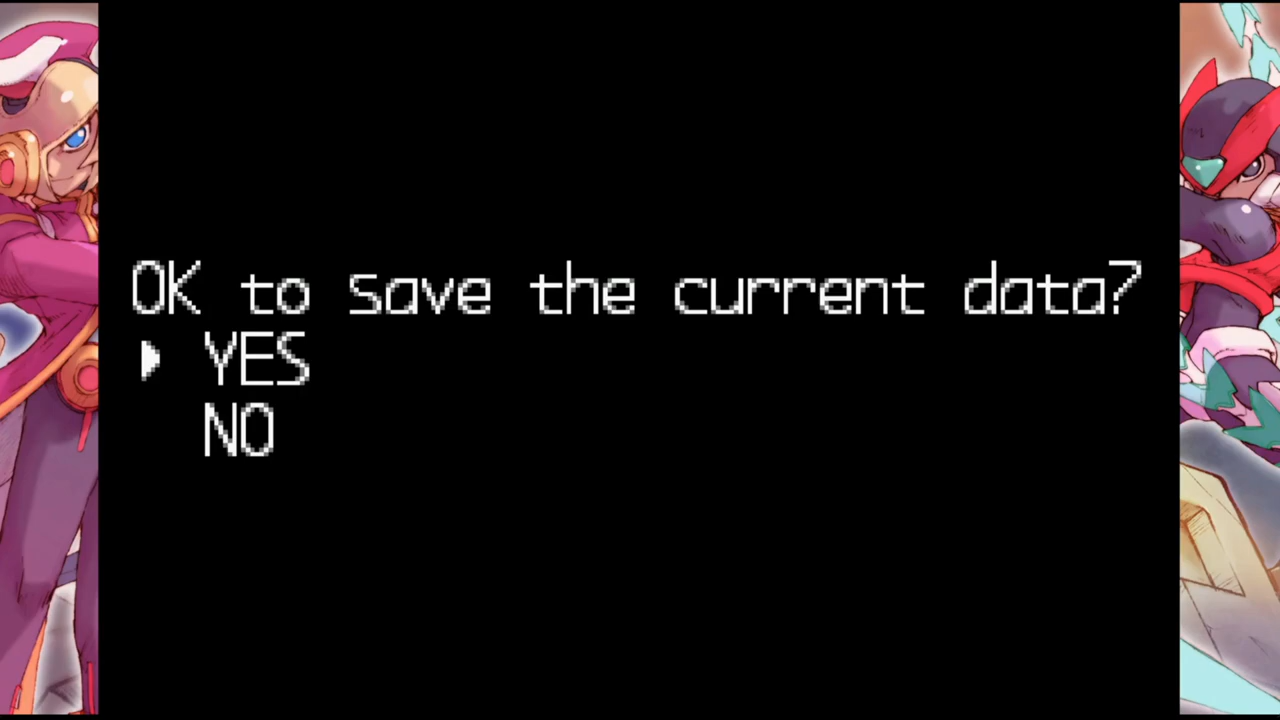 OK to save the current data?
YES
NO